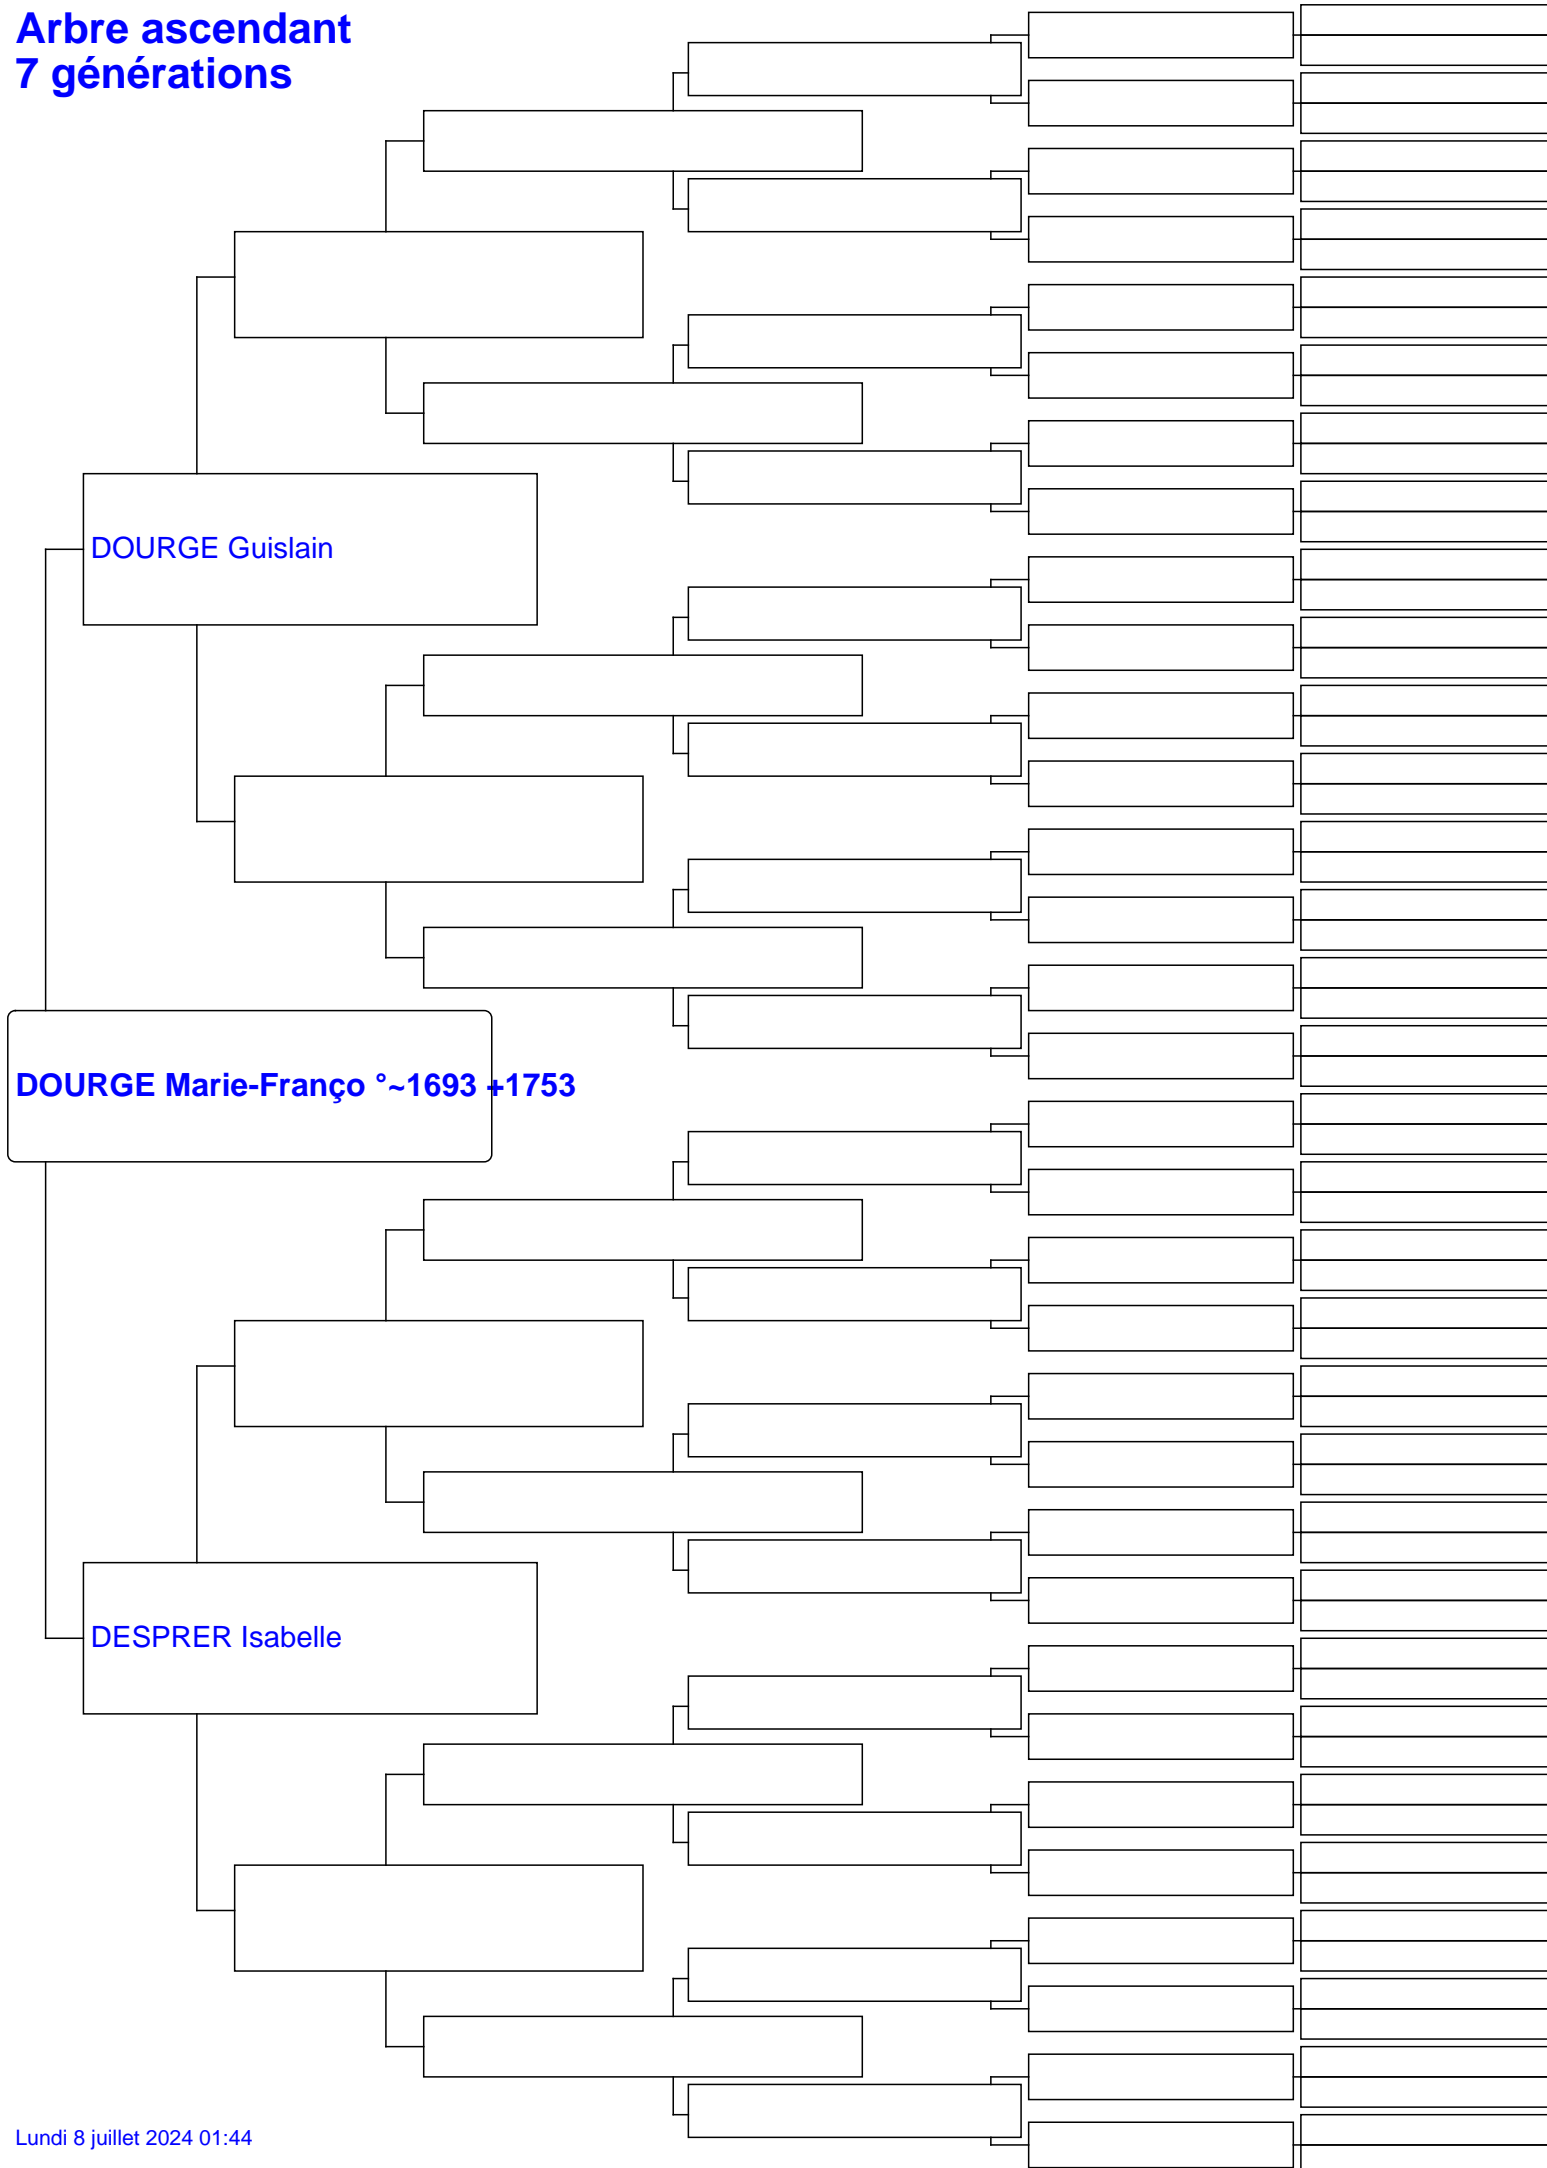 Arbre ascendant
7 générations
DOURGE Guislain
DOURGE Marie-Franço °~1693 +1753
DESPRER Isabelle
Lundi 8 juillet 2024 01:44